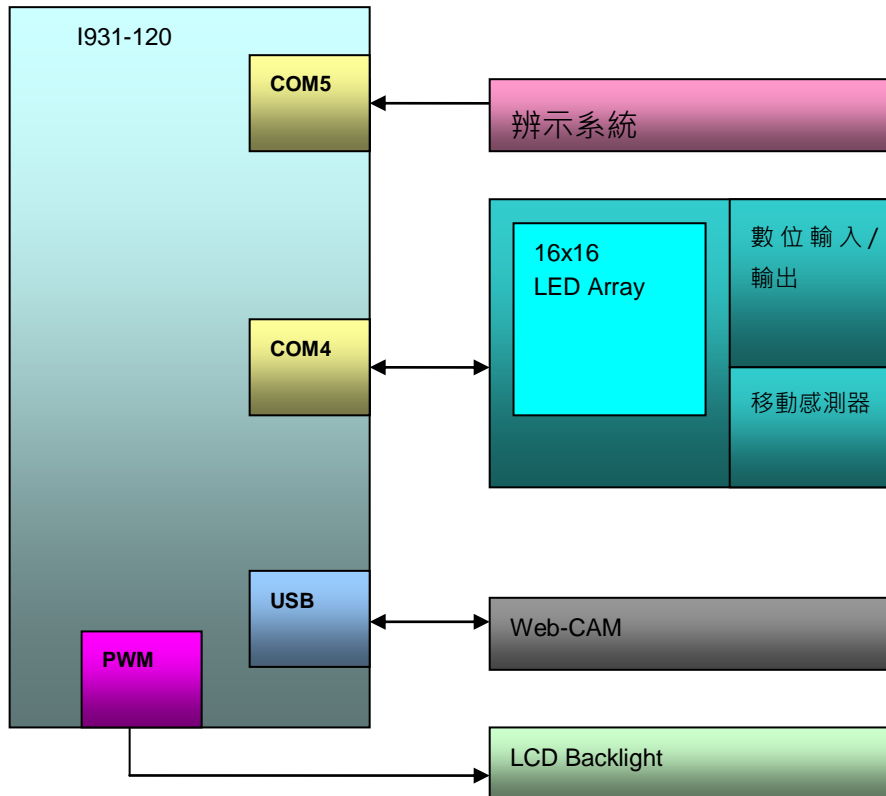 I931-120
COM5
辨示系統
16x16
LED Array
數位輸入/
輸出
COM4
移動感測器
USB
Web-CAM
PWM
LCD Backlight